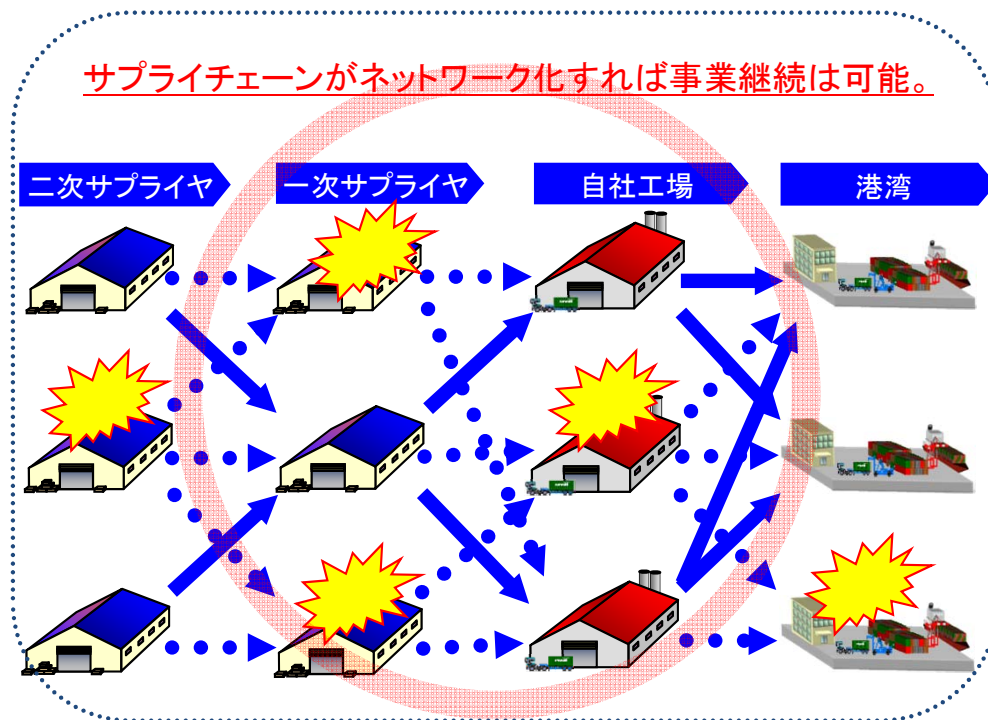 サプライチェーンがネットワーク化すれば事業継続は可能。
二次サプライヤ
一次サプライヤ
自社工場
港湾